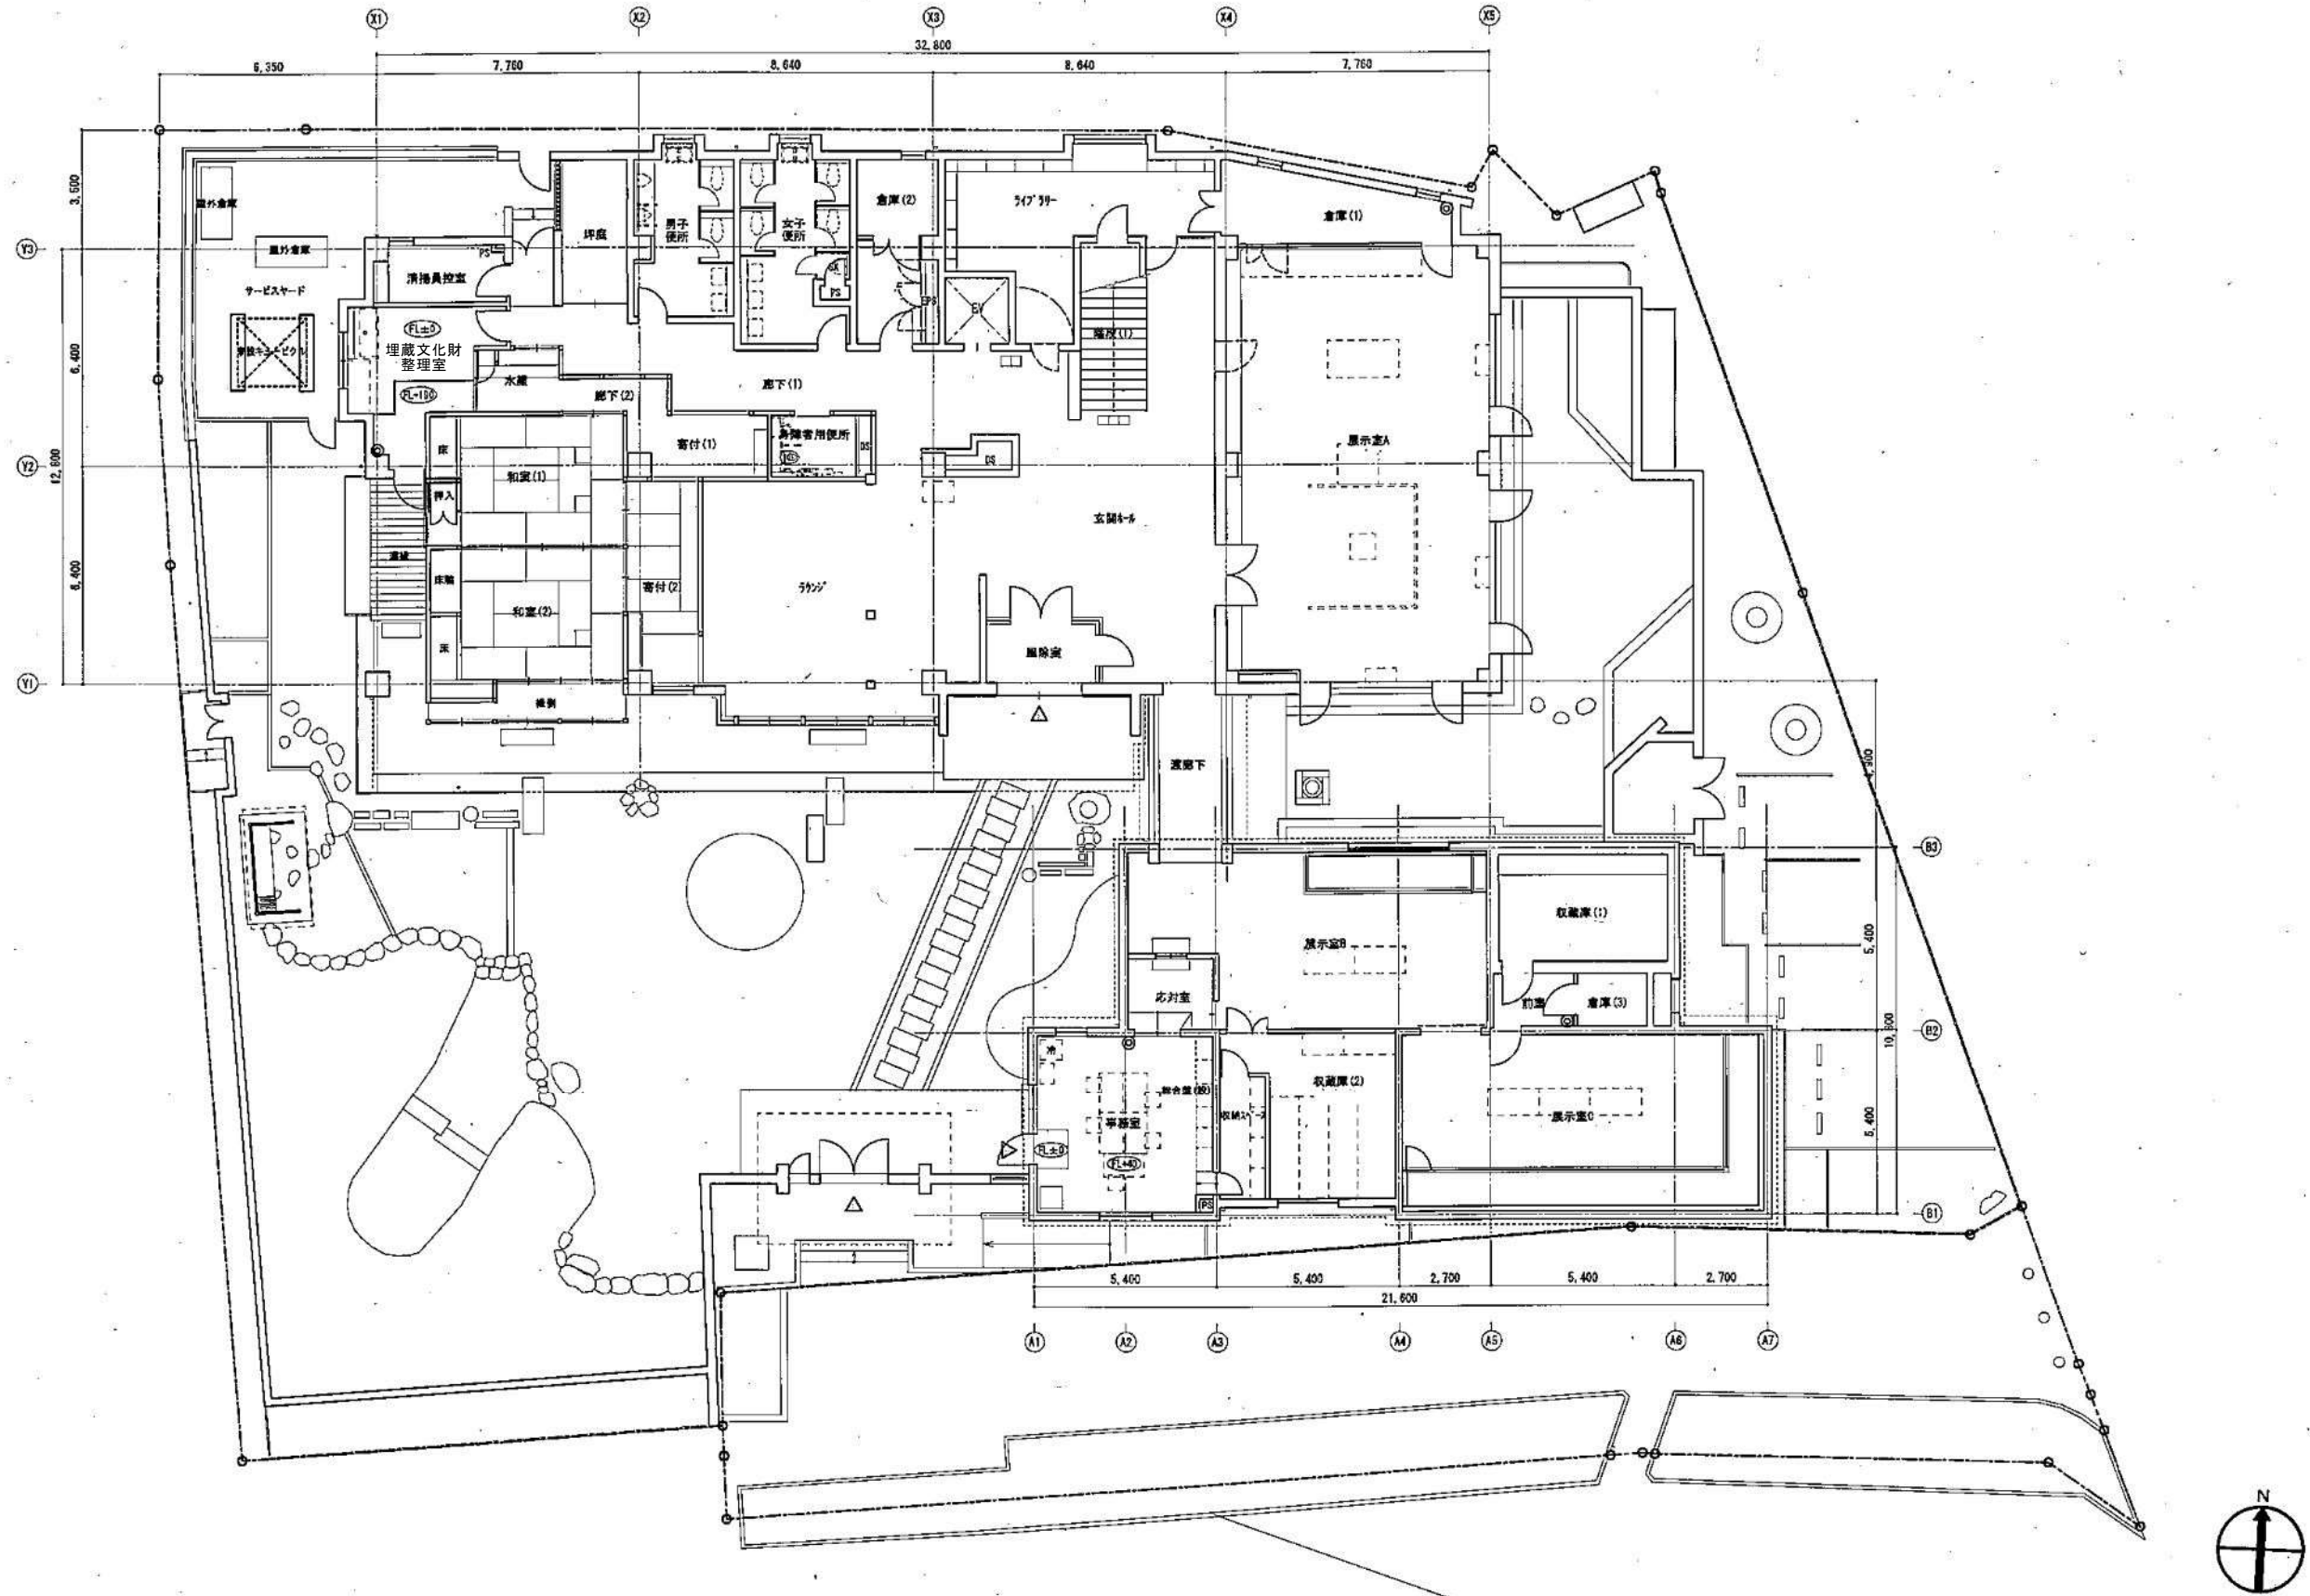 X1 X2 X3 X4 X5
32,800
6,350 7,760 8,640 8,640 7,760
3,600
6,400
12,800
6,400
Y3
Y2
Y1
屋外倉庫
屋外倉庫
サービスヤード
清掃員控室
PS
坪庭
男子
便所
女子
便所
SK
PS
倉庫(2)
EPS
ライブラリー
EV
階段(1)
倉庫(1)
FL±0
埋蔵文化財
整理室
FL+190
水屋
廊下(2)
廊下(1)
寄付(1)
身障者用便所
DS
DS
展示室A
床
和室(1)
押入
濡縁
床脇
和室(2)
床
寄付(2)
ラウンジ
玄関ホール
風除室
縁側
渡廊下
4,900
B3
展示室B
収蔵庫(1)
5,400
応対室
前室
倉庫(3)
B2
10,800
冷
事務室
FL±0
FL+40
収蔵庫(2)
展示室C
5,400
PS
B1
5,400 5,400 2,700 5,400 2,700
21,600
A1 A2 A3 A4 A5 A6 A7
N